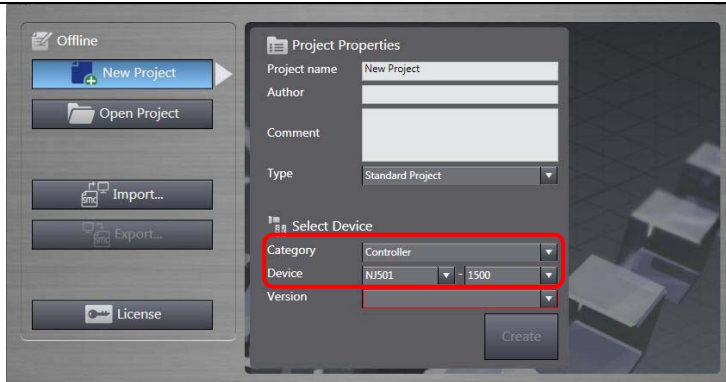 Offline
New Project
Open Project
Import...
Export...
License
Project Properties
Project name New Project
Author
Comment
Type Standard Project
Select Device
Category Controller
Device NJ501 - 1500
Version
Create